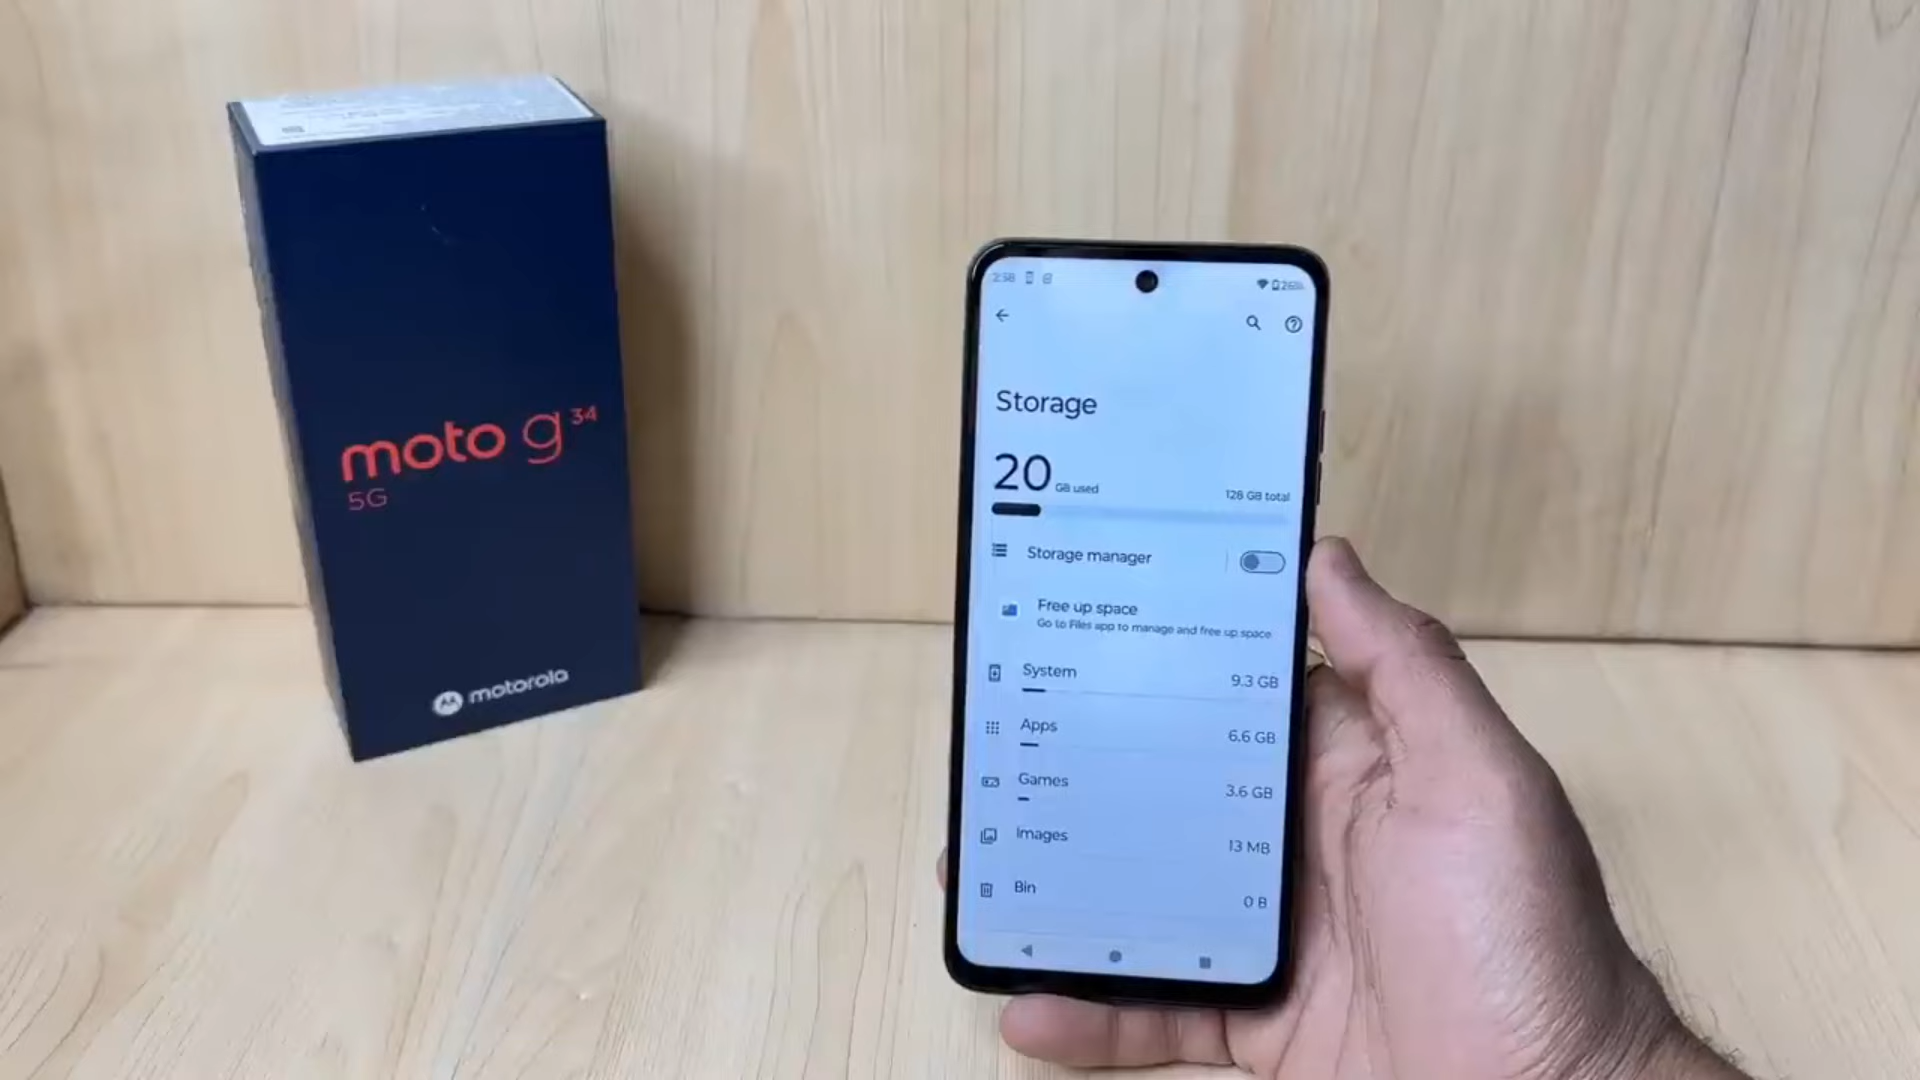 moto g 34
5G
motorola
2:38
26%
Storage
20 GB used
128 GB total
Storage manager
Free up space
Go to Files app to manage and free up space
System
9.3 GB
Apps
6.6 GB
Games
3.6 GB
Images
13 MB
Bin
0 B